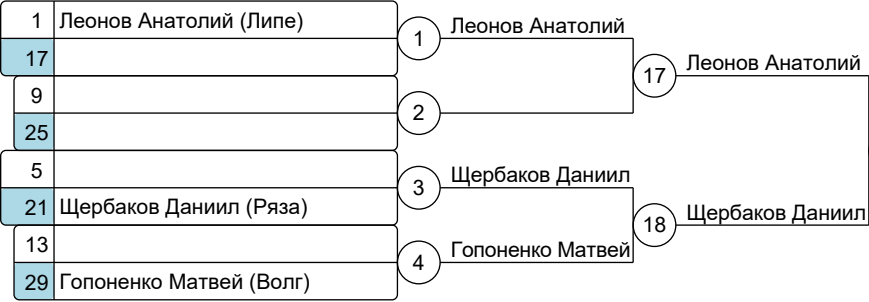 1 Леонов Анатолий (Липе)
17
9
25
5
21 Щербаков Даниил (Ряза)
13
29 Гопоненко Матвей (Волг)
1 Леонов Анатолий
2
3 Щербаков Даниил
4 Гопоненко Матвей
17 Леонов Анатолий
18 Щербаков Даниил